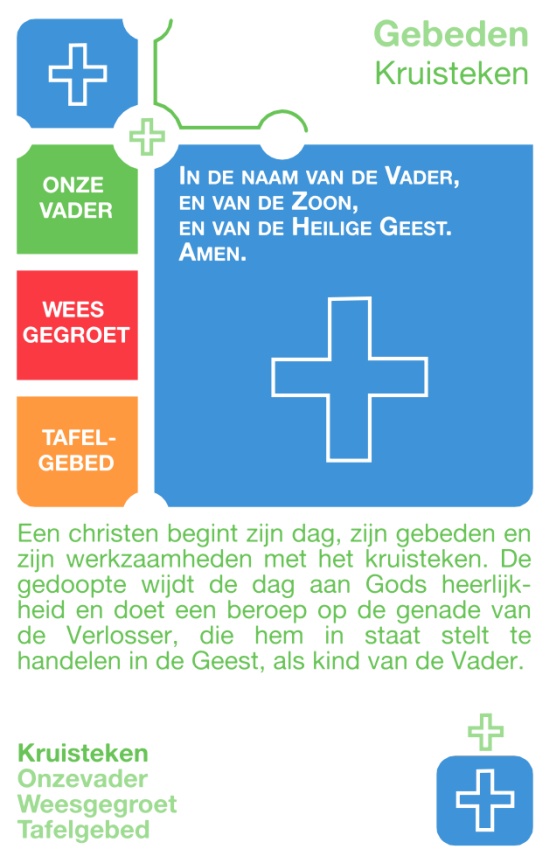 Gebeden
Kruisteken
ONZE
VADER
WEES
GEGROET
TAFEL-
GEBED
In de naam van de Vader,
en van de Zoon,
en van de Heilige Geest.
Amen.
Een christen begint zijn dag, zijn gebeden en
zijn werkzaamheden met het kruisteken. De
gedoopte wijdt de dag aan Gods heerlijk-
heid en doet een beroep op de genade van
de Verlosser, die hem in staat stelt te
handelen in de Geest, als kind van de Vader.
Kruisteken
Onzevader
Weesgegroet
Tafelgebed